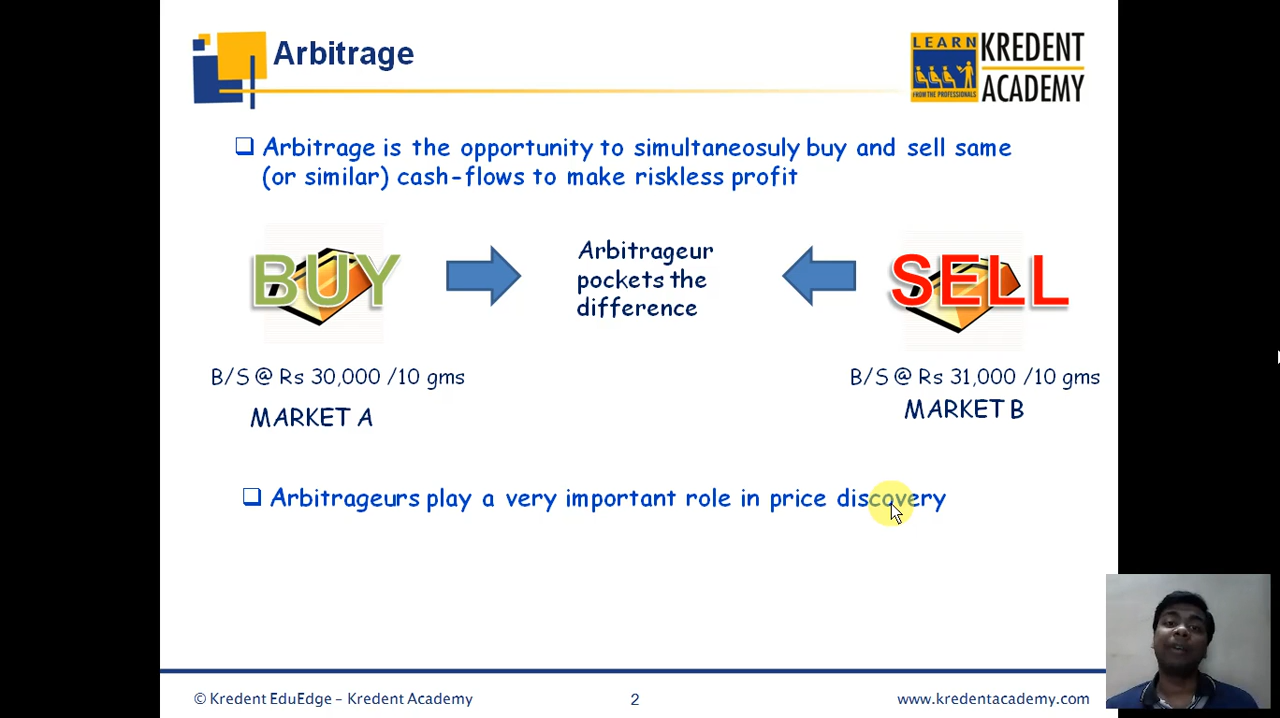 Arbitrage
LEARN
FROM THE PROFESSIONALS
KREDENT
ACADEMY
❑ Arbitrage is the opportunity to simultaneosuly buy and sell same
(or similar) cash-flows to make riskless profit
BUY
Arbitrageur
pockets the
difference
SELL
B/S @ Rs 30,000 /10 gms
MARKET A
B/S @ Rs 31,000 /10 gms
MARKET B
❑ Arbitrageurs play a very important role in price discovery
© Kredent EduEdge – Kredent Academy
2
www.kredentacademy.com